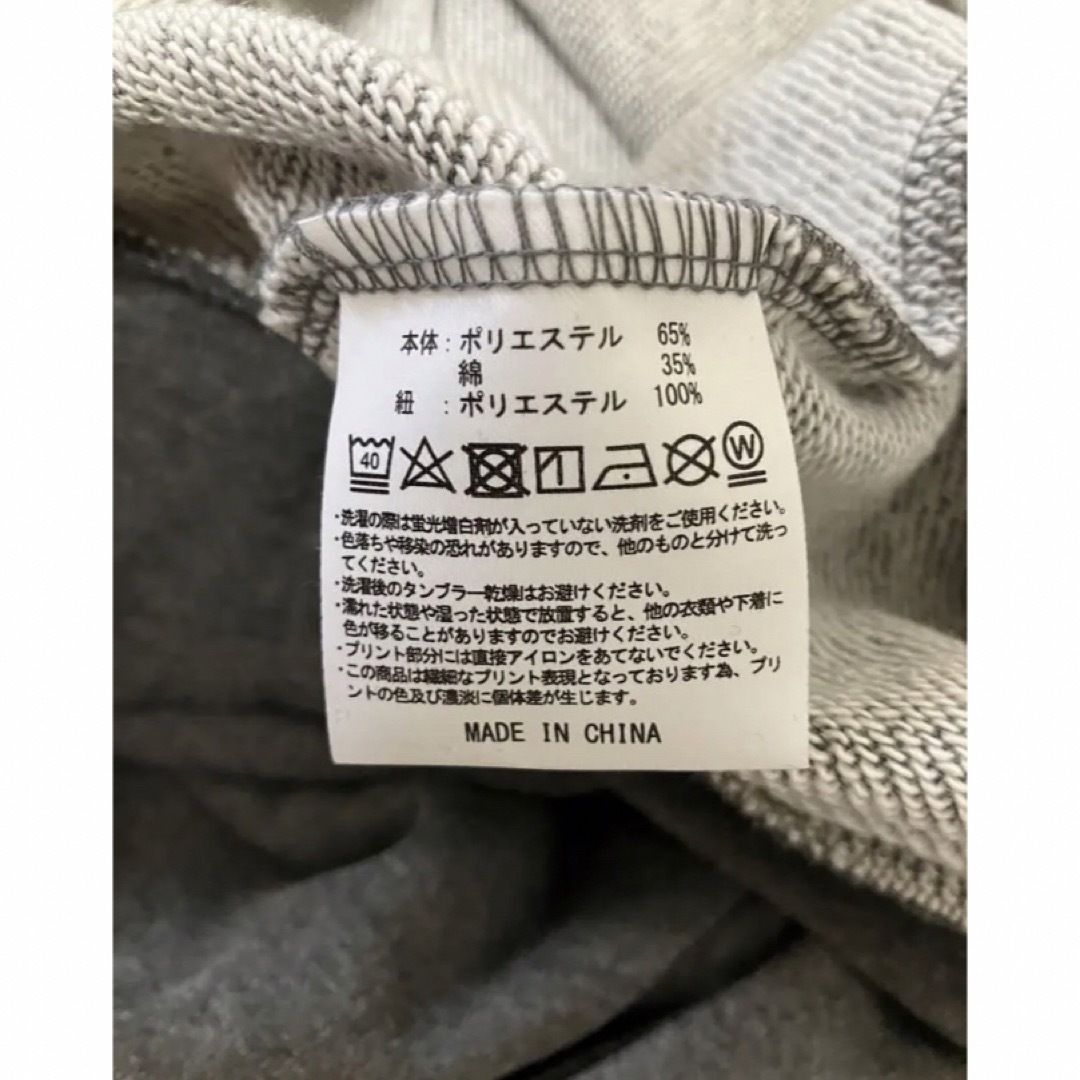 本体：ポリエステル 65%
綿 35%
紐 ：ポリエステル 100%
40 W
・洗濯の際は蛍光増白剤が入っていない洗剤をご使用ください。
・色落ちや移染の恐れがありますので、他のものと分けて洗っ
てください。
・洗濯後のタンブラー乾燥はお避けください。
・濡れた状態や湿った状態で放置すると、他の衣類や下着に
色が移ることがありますのでお避けください。
・プリント部分には直接アイロンをあてないでください。
・この商品は繊細なプリント表現となっております為、プリ
ントの色及び濃淡に個体差が生じます。
MADE IN CHINA